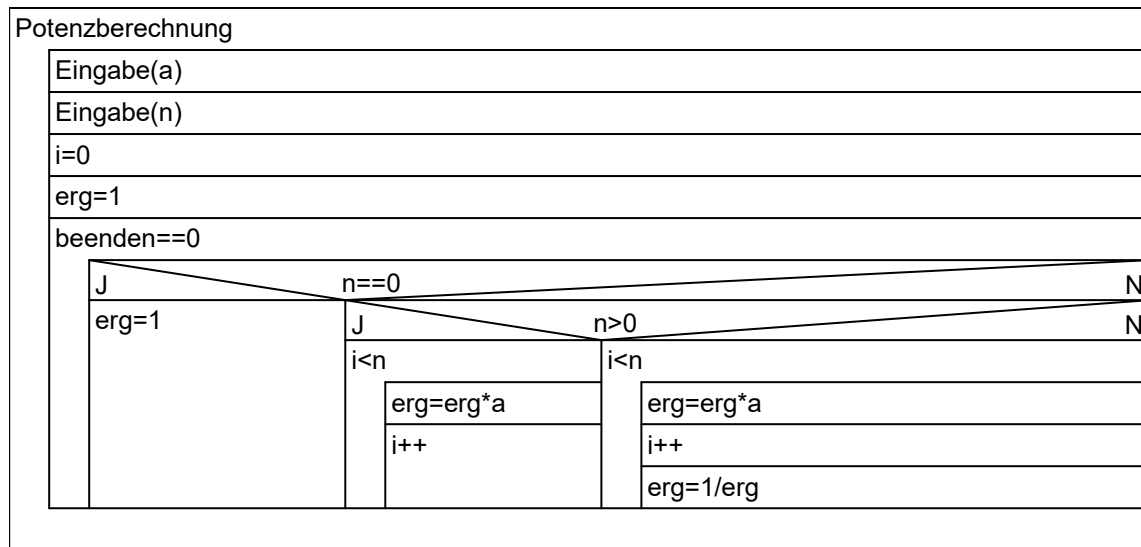 Potenzberechnung
Eingabe(a)
Eingabe(n)
i=0
erg=1
beenden==0
J n==0 N
erg=1
J n>0 N
i<n
erg=erg*a
i++
i<n
erg=erg*a
i++
erg=1/erg